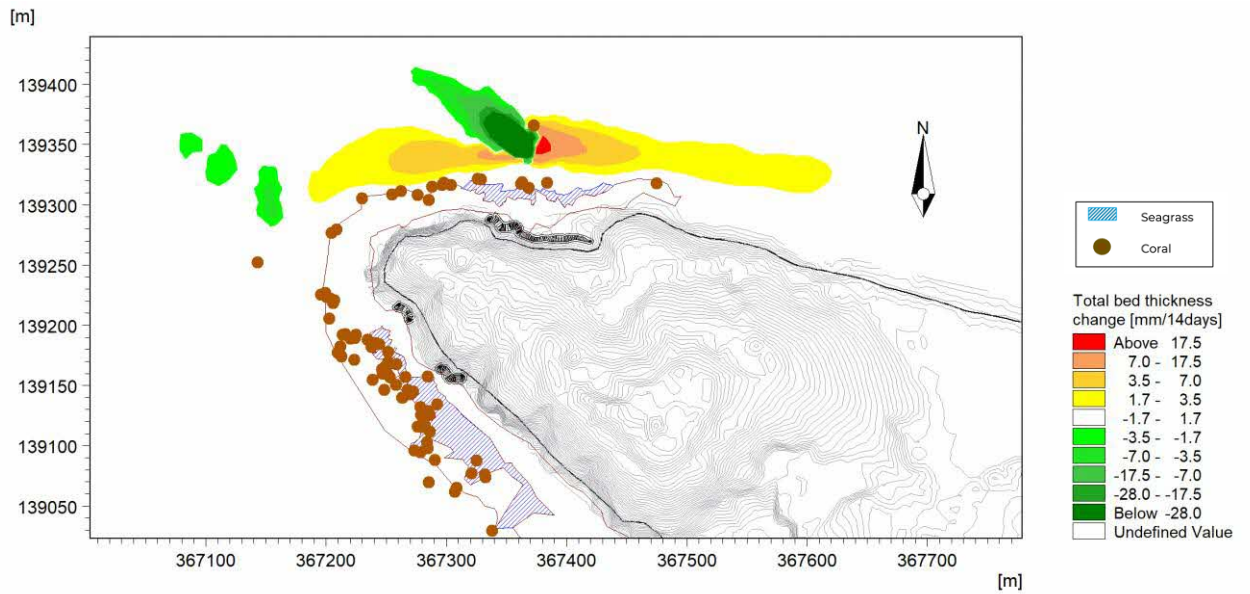 [m]
139400
139350
139300
139250
139200
139150
139100
139050
367100 367200 367300 367400 367500 367600 367700
[m]
N
Seagrass
Coral
Total bed thickness
change [mm/14days]
Above 17.5
7.0 - 17.5
3.5 - 7.0
1.7 - 3.5
-1.7 - 1.7
-3.5 - -1.7
-7.0 - -3.5
-17.5 - -7.0
-28.0 - -17.5
Below -28.0
Undefined Value